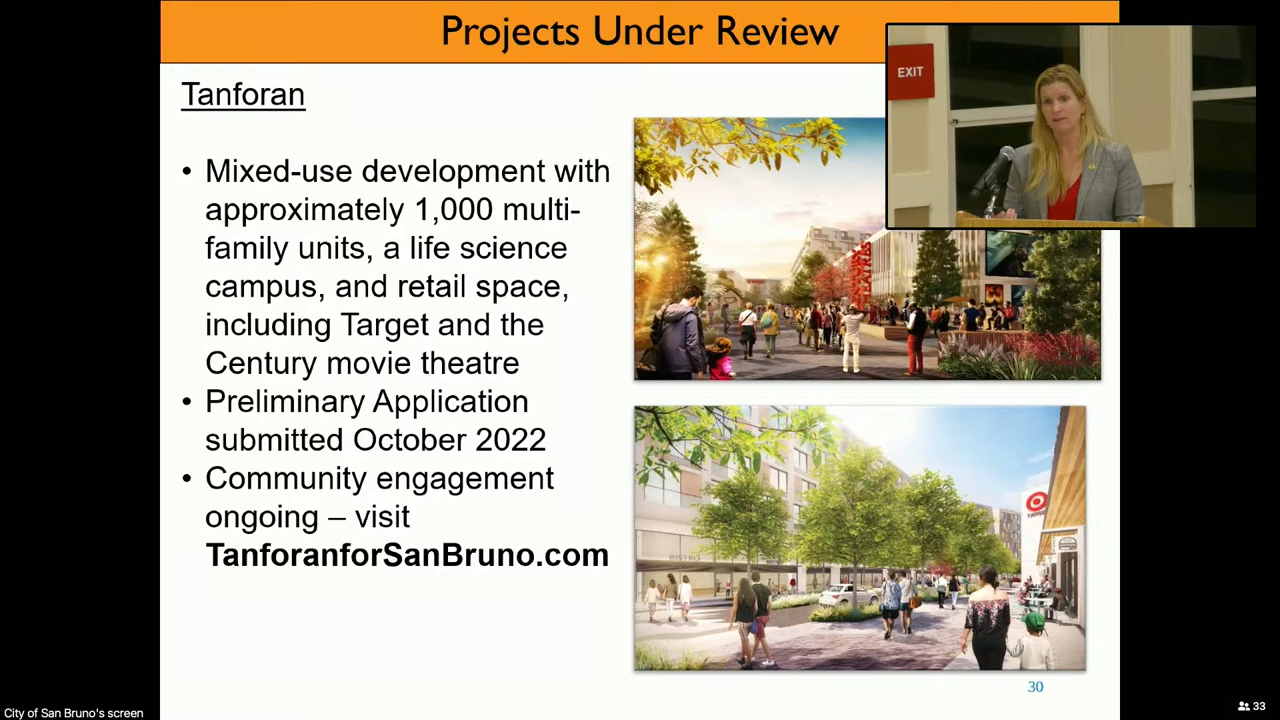 Projects Under Review
EXIT
Tanforan
• Mixed-use development with
approximately 1,000 multi-
family units, a life science
campus, and retail space,
including Target and the
Century movie theatre
• Preliminary Application
submitted October 2022
• Community engagement
ongoing – visit
TanforanforSanBruno.com
BISTRO
30
City of San Bruno's screen
33